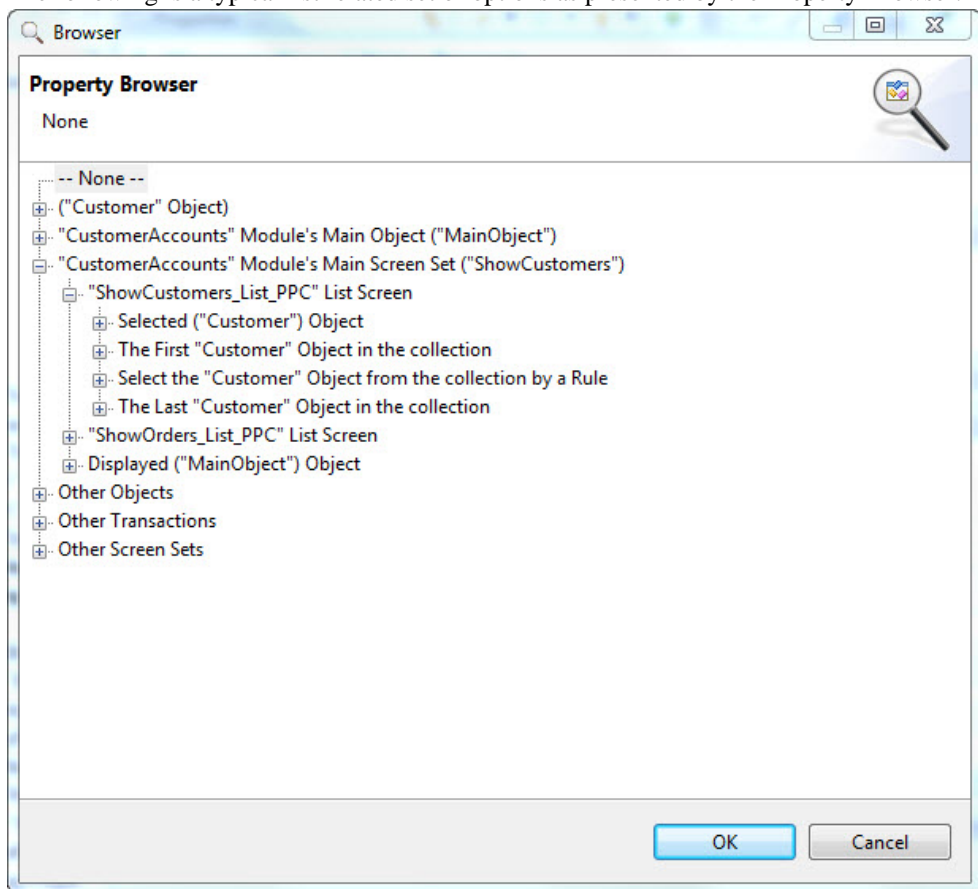 Browser
Property Browser
None
-- None --
("Customer" Object)
"CustomerAccounts" Module's Main Object ("MainObject")
"CustomerAccounts" Module's Main Screen Set ("ShowCustomers")
"ShowCustomers_List_PPC" List Screen
Selected ("Customer") Object
The First "Customer" Object in the collection
Select the "Customer" Object from the collection by a Rule
The Last "Customer" Object in the collection
"ShowOrders_List_PPC" List Screen
Displayed ("MainObject") Object
Other Objects
Other Transactions
Other Screen Sets
OK Cancel